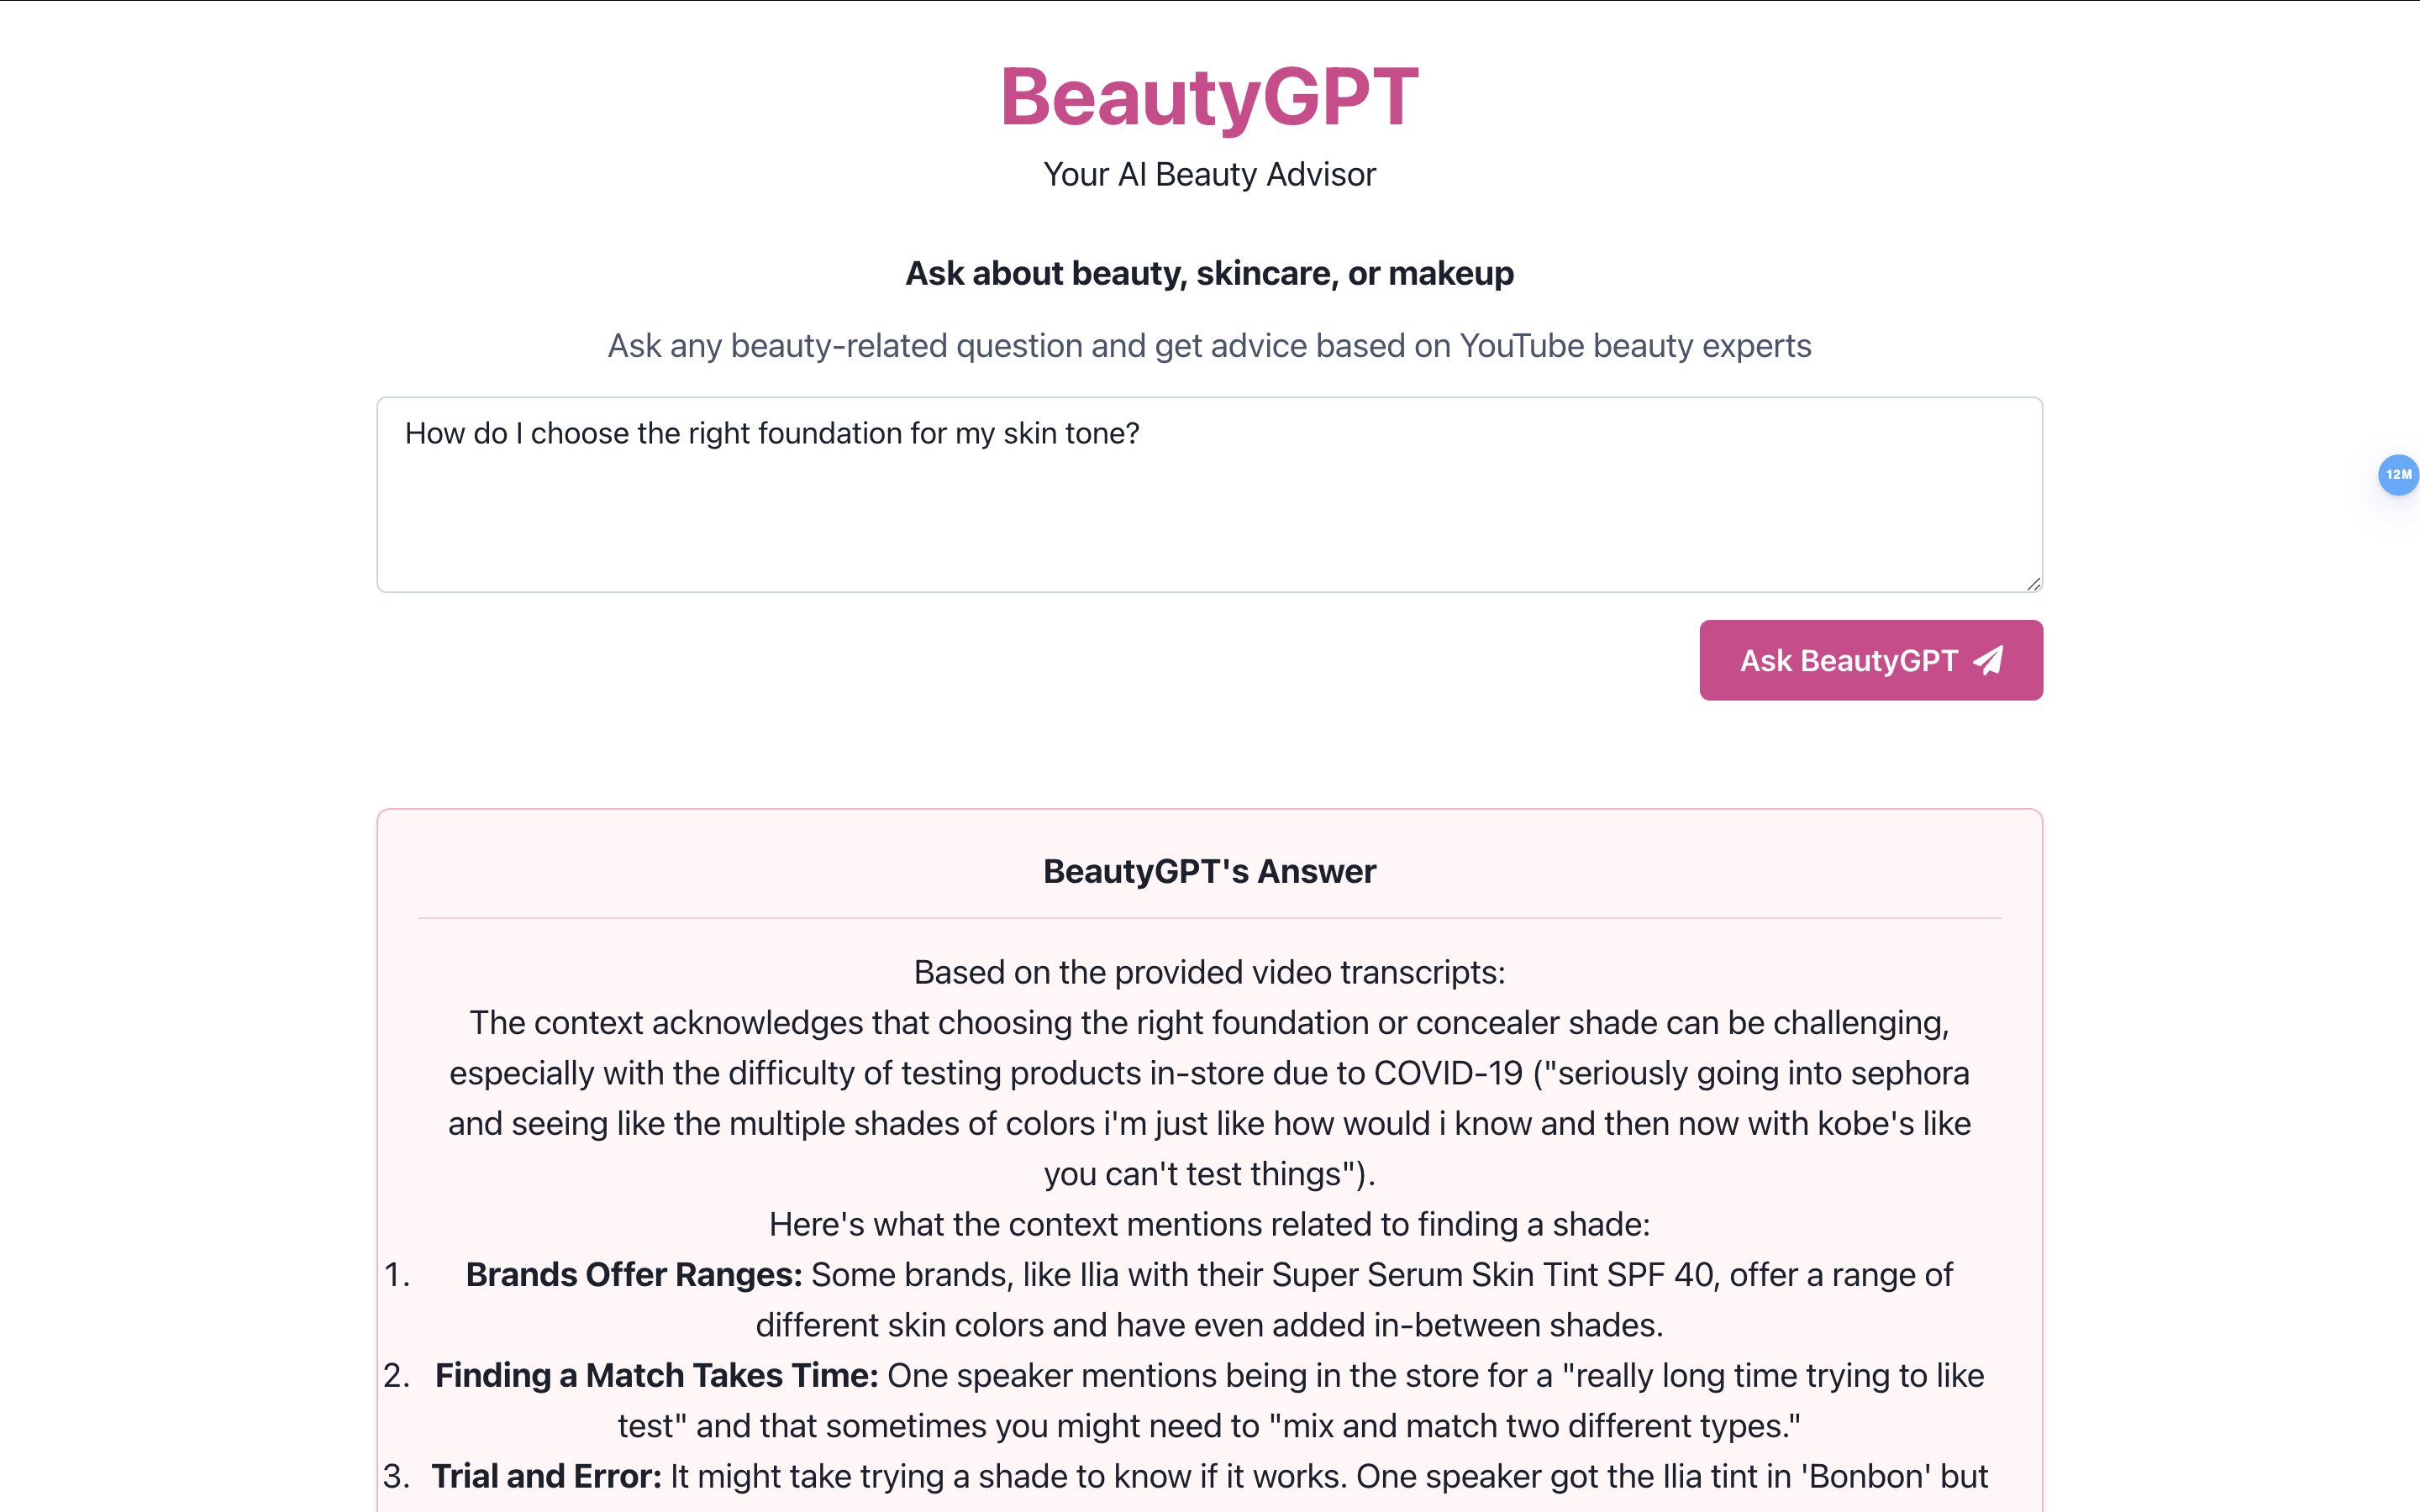 BeautyGPT
Your AI Beauty Advisor
Ask about beauty, skincare, or makeup
Ask any beauty-related question and get advice based on YouTube beauty experts
How do I choose the right foundation for my skin tone?
12M
Ask BeautyGPT
BeautyGPT's Answer
Based on the provided video transcripts:
The context acknowledges that choosing the right foundation or concealer shade can be challenging,
especially with the difficulty of testing products in-store due to COVID-19 ("seriously going into sephora
and seeing like the multiple shades of colors i'm just like how would i know and then now with kobe's like
you can't test things").
Here's what the context mentions related to finding a shade:
1. Brands Offer Ranges: Some brands, like Ilia with their Super Serum Skin Tint SPF 40, offer a range of
different skin colors and have even added in-between shades.
2. Finding a Match Takes Time: One speaker mentions being in the store for a "really long time trying to like
test" and that sometimes you might need to "mix and match two different types."
3. Trial and Error: It might take trying a shade to know if it works. One speaker got the Ilia tint in 'Bonbon' but